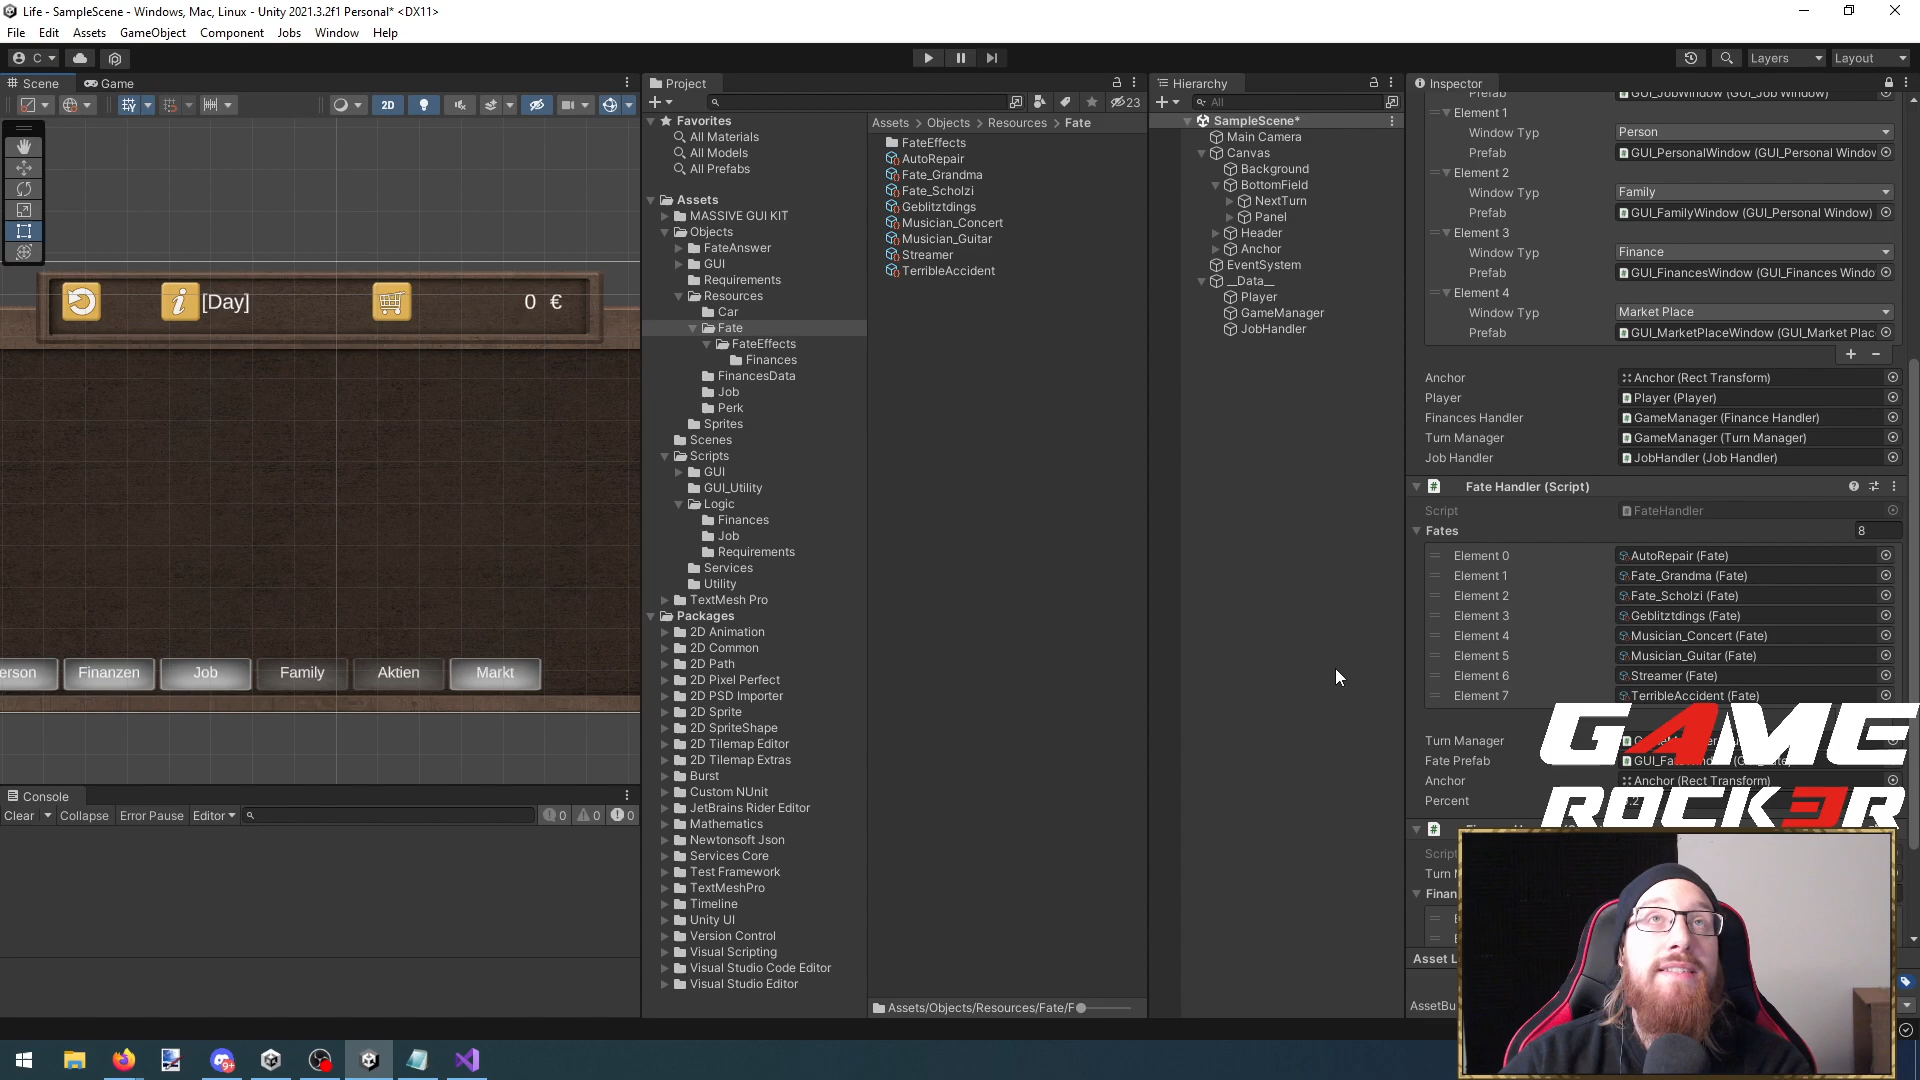 Life - SampleScene - Windows, Mac, Linux - Unity 2021.3.2f1 Personal* <DX11>
File Edit Assets GameObject Component Jobs Window Help
C
Layers
Layout
Scene
Game
2D
[Day]
0 €
erson
Finanzen
Job
Family
Aktien
Markt
Console
Clear
Collapse
Error Pause
Editor
0
0
0
Project
23
Favorites
All Materials
All Models
All Prefabs
Assets
MASSIVE GUI KIT
Objects
FateAnswer
GUI
Requirements
Resources
Car
Fate
FateEffects
Finances
FinancesData
Job
Perk
Sprites
Scenes
Scripts
GUI
GUI_Utility
Logic
Finances
Job
Requirements
Services
Utility
TextMesh Pro
Packages
2D Animation
2D Common
2D Path
2D Pixel Perfect
2D PSD Importer
2D Sprite
2D SpriteShape
2D Tilemap Editor
2D Tilemap Extras
Burst
Custom NUnit
JetBrains Rider Editor
Mathematics
Newtonsoft Json
Services Core
Test Framework
TextMeshPro
Timeline
Unity UI
Version Control
Visual Scripting
Visual Studio Code Editor
Visual Studio Editor
Assets > Objects > Resources > Fate
FateEffects
AutoRepair
Fate_Grandma
Fate_Scholzi
Geblitztdings
Musician_Concert
Musician_Guitar
Streamer
TerribleAccident
Assets/Objects/Resources/Fate/F
Hierarchy
All
SampleScene*
Main Camera
Canvas
Background
BottomField
NextTurn
Panel
Header
Anchor
EventSystem
__Data__
Player
GameManager
JobHandler
Inspector
Prefab GUI_JobWindow (GUI_Job Window)
Element 1
Window Typ Person
Prefab GUI_PersonalWindow (GUI_Personal Window
Element 2
Window Typ Family
Prefab GUI_FamilyWindow (GUI_Personal Window)
Element 3
Window Typ Finance
Prefab GUI_FinancesWindow (GUI_Finances Windo
Element 4
Window Typ Market Place
Prefab GUI_MarketPlaceWindow (GUI_Market Plac
Anchor Anchor (Rect Transform)
Player Player (Player)
Finances Handler GameManager (Finance Handler)
Turn Manager GameManager (Turn Manager)
Job Handler JobHandler (Job Handler)
Fate Handler (Script)
Script FateHandler
Fates 8
Element 0 AutoRepair (Fate)
Element 1 Fate_Grandma (Fate)
Element 2 Fate_Scholzi (Fate)
Element 3 Geblitztdings (Fate)
Element 4 Musician_Concert (Fate)
Element 5 Musician_Guitar (Fate)
Element 6 Streamer (Fate)
Element 7 TerribleAccident (Fate)
Turn Manager
Fate Prefab
Anchor Anchor (Rect Transform)
Percent
GAME
ROCK3R
Script
Turn M
Finan
Asset L
AssetBu
9+